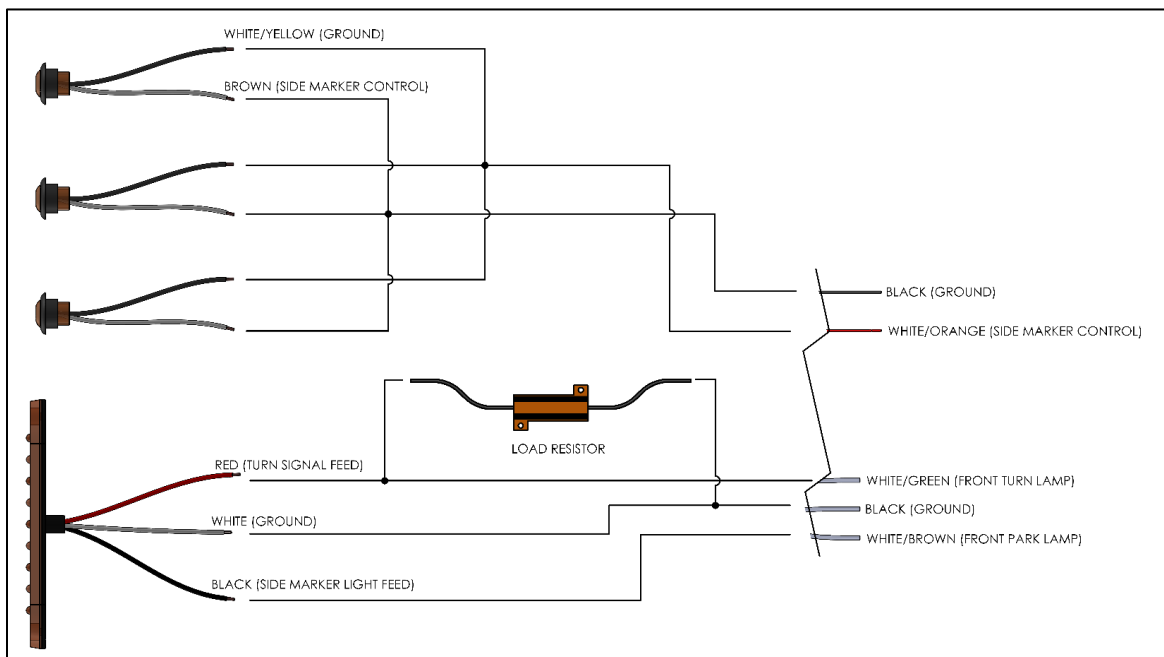 WHITE/YELLOW (GROUND)
BROWN (SIDE MARKER CONTROL)
BLACK (GROUND)
WHITE/ORANGE (SIDE MARKER CONTROL)
LOAD RESISTOR
RED (TURN SIGNAL FEED)
WHITE/GREEN (FRONT TURN LAMP)
BLACK (GROUND)
WHITE (GROUND)
WHITE/BROWN (FRONT PARK LAMP)
BLACK (SIDE MARKER LIGHT FEED)